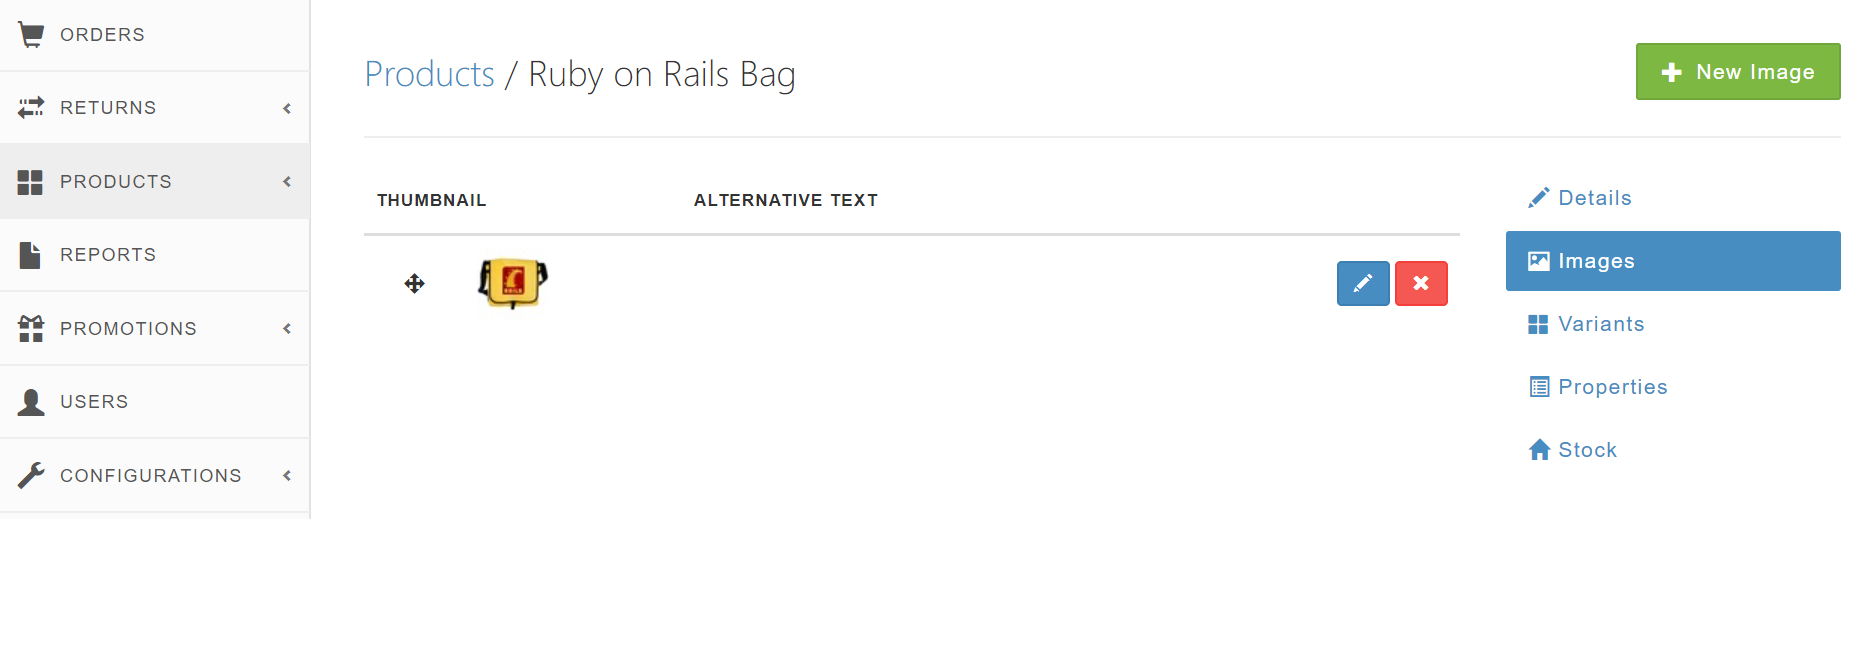 ORDERS
RETURNS
PRODUCTS
REPORTS
PROMOTIONS
USERS
CONFIGURATIONS
Products / Ruby on Rails Bag
New Image
THUMBNAIL ALTERNATIVE TEXT
RAILS
Details
Images
Variants
Properties
Stock